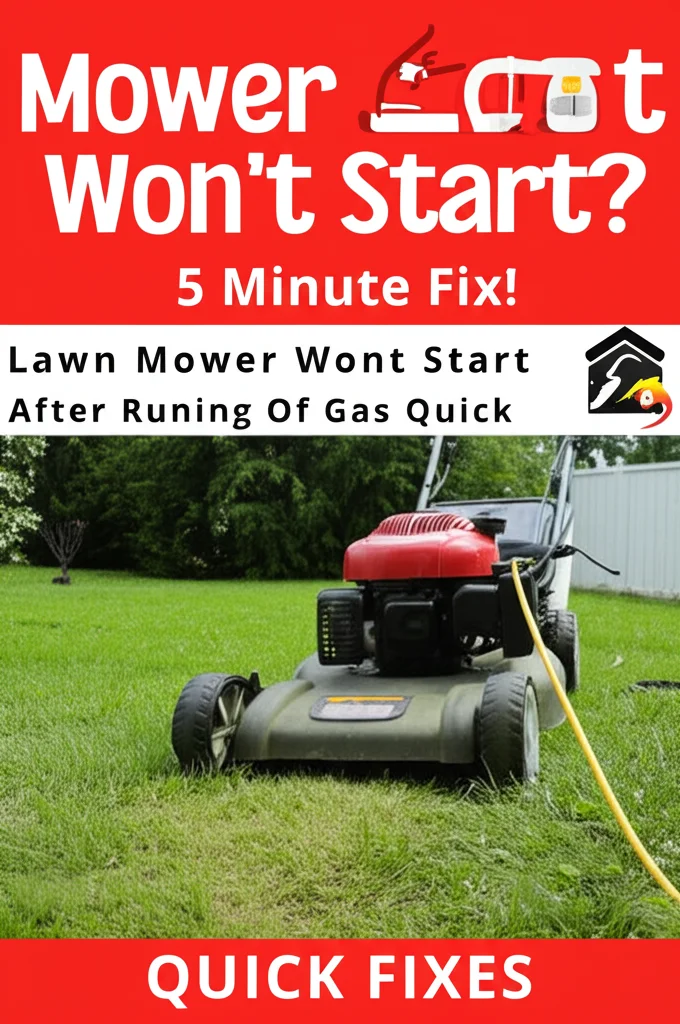 Mower
Won't Start?
5 Minute Fix!
Lawn Mower Wont Start
After Runing Of Gas Quick
QUICK FIXES